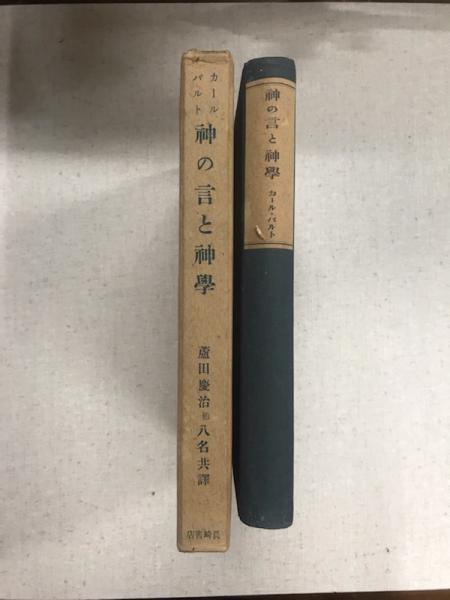 カール
バルト
神の言と神學
蘆田慶治他八名共譯
店書崎長
神の言と神學
カール・バルト